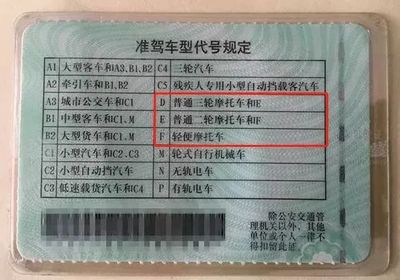 准驾车型代号规定
A1 大型客车和A3、B1、B2 C4 三轮汽车
A2 牵引车和B1、B2 C5 残疾人专用小型自动挡载客汽车
A3 城市公交车和C1 D 普通三轮摩托车和E
B1 中型客车和C1、M E 普通二轮摩托车和F
B2 大型货车和C1、M F 轻便摩托车
C1 小型汽车和C2、C3 M 轮式自行机械车
C2 小型自动挡汽车 N 无轨电车
C3 低速载货汽车和C4 P 有轨电车
除公安交通管
理机关以外，其他
单位或个人一律不
得扣留此证。